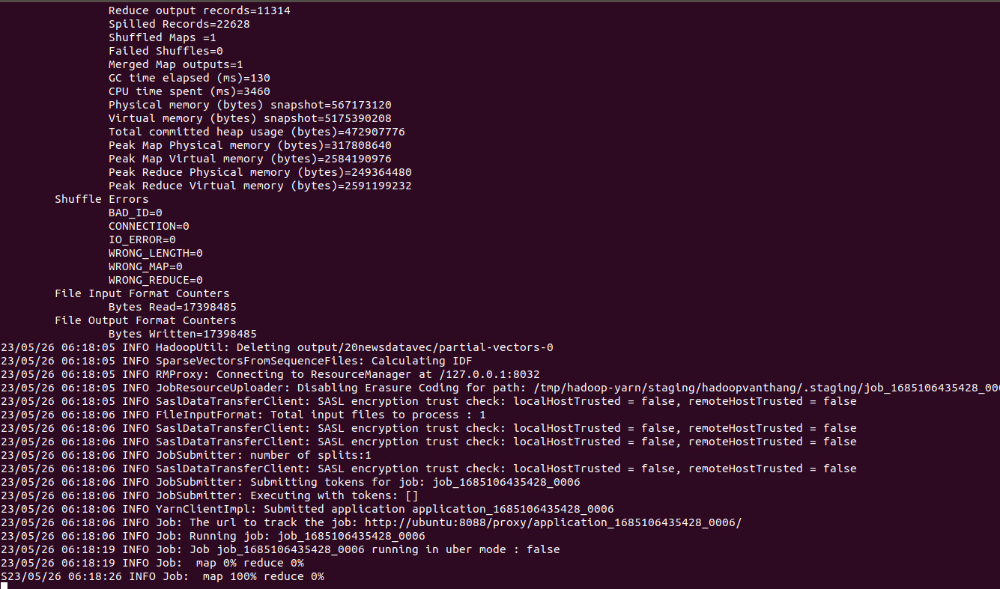 Reduce output records=11314
Spilled Records=22628
Shuffled Maps =1
Failed Shuffles=0
Merged Map outputs=1
GC time elapsed (ms)=130
CPU time spent (ms)=3460
Physical memory (bytes) snapshot=567173120
Virtual memory (bytes) snapshot=5175390208
Total committed heap usage (bytes)=472907776
Peak Map Physical memory (bytes)=317808640
Peak Map Virtual memory (bytes)=2584190976
Peak Reduce Physical memory (bytes)=249364480
Peak Reduce Virtual memory (bytes)=2591199232
Shuffle Errors
BAD_ID=0
CONNECTION=0
IO_ERROR=0
WRONG_LENGTH=0
WRONG_MAP=0
WRONG_REDUCE=0
File Input Format Counters
Bytes Read=17398485
File Output Format Counters
Bytes Written=17398485
23/05/26 06:18:05 INFO HadoopUtil: Deleting output/20newsdatavec/partial-vectors-0
23/05/26 06:18:05 INFO SparseVectorsFromSequenceFiles: Calculating IDF
23/05/26 06:18:05 INFO RMProxy: Connecting to ResourceManager at /127.0.0.1:8032
23/05/26 06:18:05 INFO JobResourceUploader: Disabling Erasure Coding for path: /tmp/hadoop-yarn/staging/hadoopvanthang/.staging/job_1685106435428_000
23/05/26 06:18:05 INFO SaslDataTransferClient: SASL encryption trust check: localHostTrusted = false, remoteHostTrusted = false
23/05/26 06:18:06 INFO FileInputFormat: Total input files to process : 1
23/05/26 06:18:06 INFO SaslDataTransferClient: SASL encryption trust check: localHostTrusted = false, remoteHostTrusted = false
23/05/26 06:18:06 INFO SaslDataTransferClient: SASL encryption trust check: localHostTrusted = false, remoteHostTrusted = false
23/05/26 06:18:06 INFO JobSubmitter: number of splits:1
23/05/26 06:18:06 INFO SaslDataTransferClient: SASL encryption trust check: localHostTrusted = false, remoteHostTrusted = false
23/05/26 06:18:06 INFO JobSubmitter: Submitting tokens for job: job_1685106435428_0006
23/05/26 06:18:06 INFO JobSubmitter: Executing with tokens: []
23/05/26 06:18:06 INFO YarnClientImpl: Submitted application application_1685106435428_0006
23/05/26 06:18:06 INFO Job: The url to track the job: http://ubuntu:8088/proxy/application_1685106435428_0006/
23/05/26 06:18:06 INFO Job: Running job: job_1685106435428_0006
23/05/26 06:18:19 INFO Job: Job job_1685106435428_0006 running in uber mode : false
23/05/26 06:18:19 INFO Job:  map 0% reduce 0%
S23/05/26 06:18:26 INFO Job:  map 100% reduce 0%